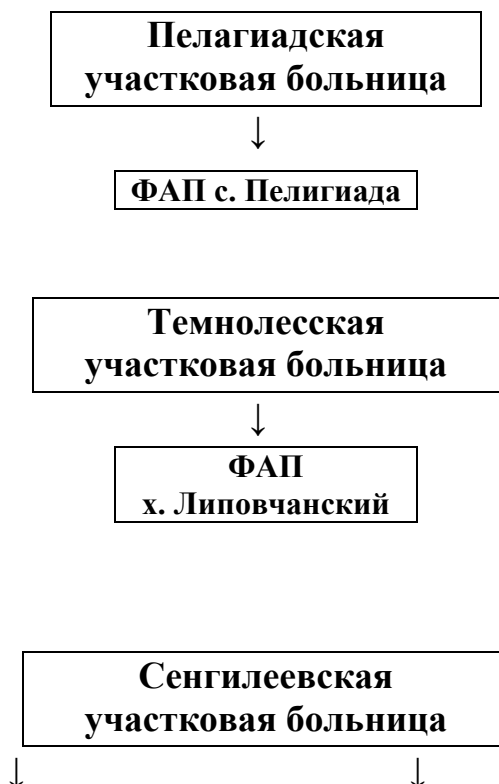 Пелагиадская
участковая больница
↓
ФАП с. Пелигиада
Темнолесская
участковая больница
↓
ФАП
х. Липовчанский
Сенгилеевская
участковая больница
↓ ↓